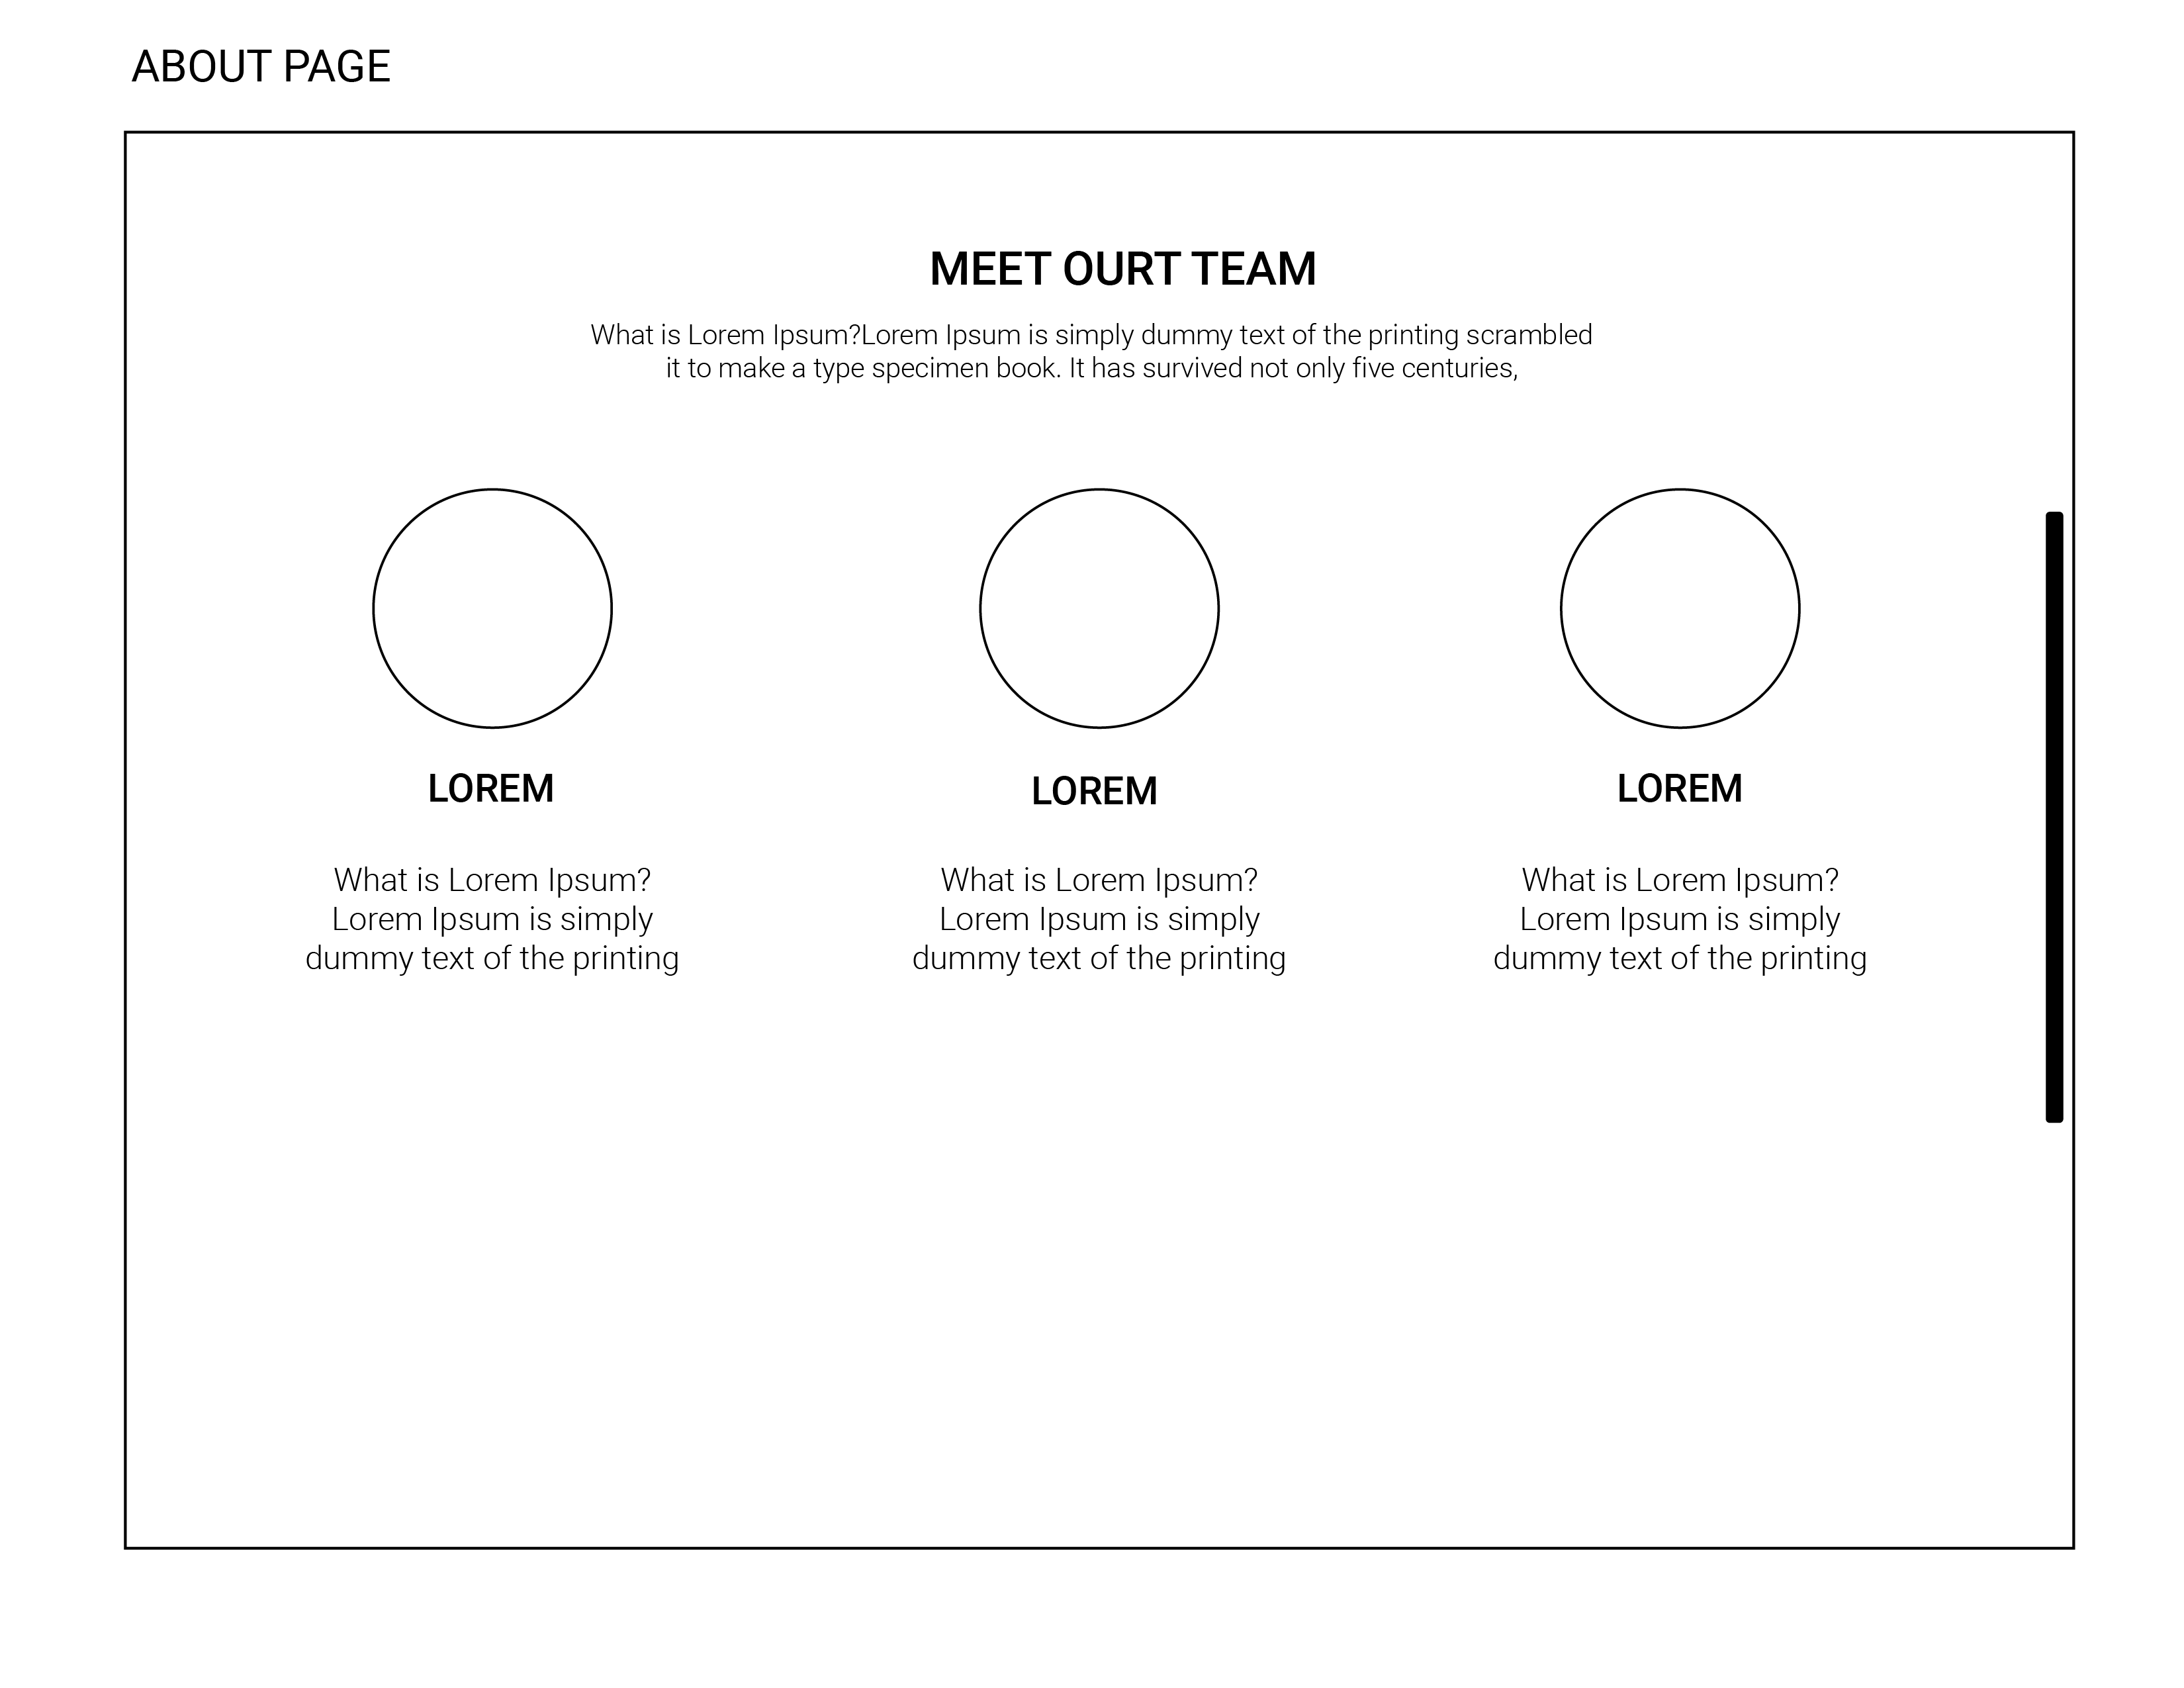 ABOUT PAGE
MEET OURT TEAM
What is Lorem Ipsum?Lorem Ipsum is simply dummy text of the printing scrambled
it to make a type specimen book. It has survived not only five centuries,
LOREM
What is Lorem Ipsum?
Lorem Ipsum is simply
dummy text of the printing
LOREM
What is Lorem Ipsum?
Lorem Ipsum is simply
dummy text of the printing
LOREM
What is Lorem Ipsum?
Lorem Ipsum is simply
dummy text of the printing